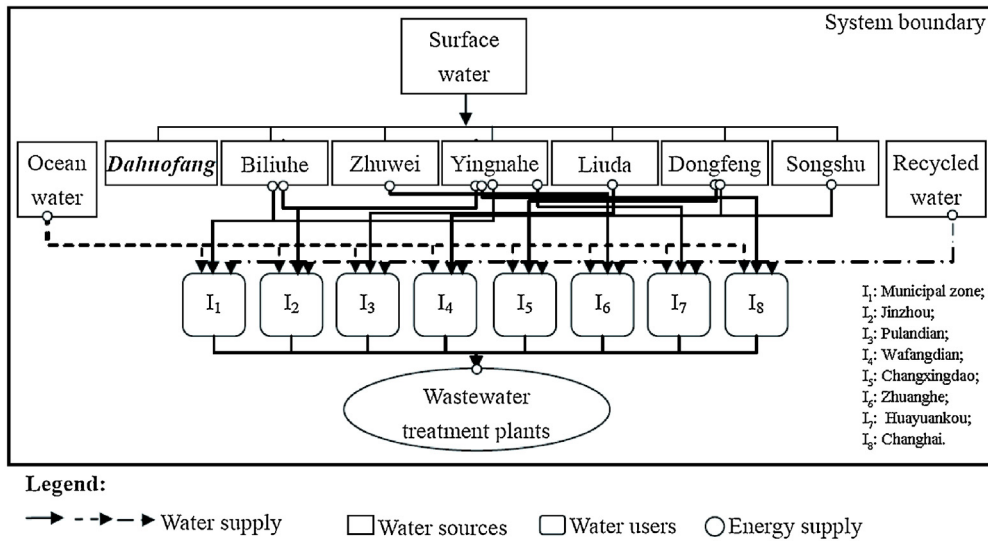 System boundary
Surface
water
Ocean
water
Dahuofang
Biliuhe
Zhuwei
Yingnahe
Liuda
Dongfeng
Songshu
Recycled
water
I1
I2
I3
I4
I5
I6
I7
I8
I1: Municipal zone;
I2: Jinzhou;
I3: Pulandian;
I4: Wafangdian;
I5: Changxingdao;
I6: Zhuanghe;
I7: Huayuankou;
I8: Changhai.
Wastewater
treatment plants
Legend:
Water supply
Water sources
Water users
Energy supply